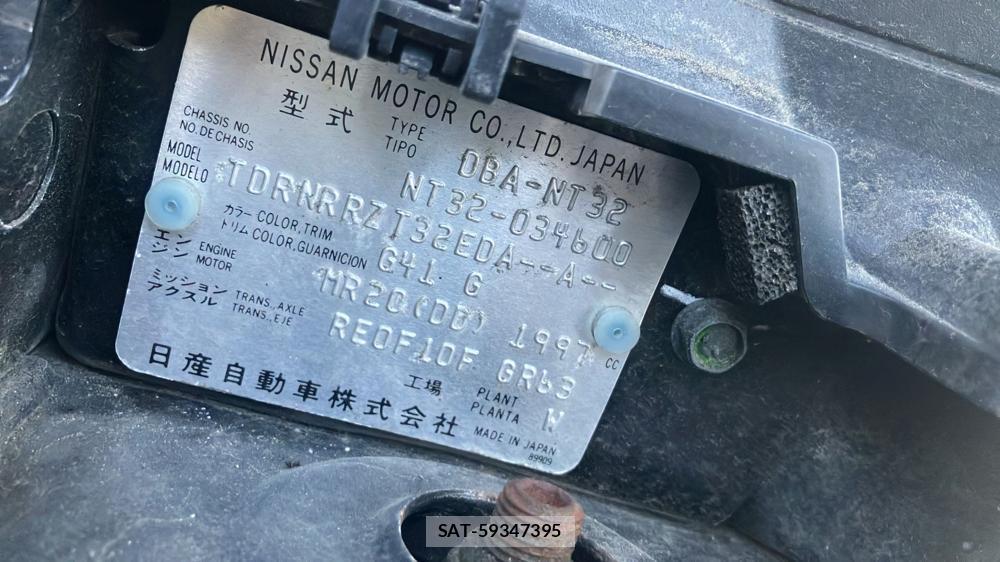 NISSAN MOTOR CO.,LTD. JAPAN
型式 TYPE TIPO DBA-NT32
CHASSIS NO. NO.DE CHASIS NT32-034600
MODEL MODELO TDRNRRZT32EDA--A--
カラー COLOR,TRIM トリム COLOR,GUARNICION G41 G
エンジン ENGINE MOTOR MR20(DD) 1997 CC
ミッション TRANS.,AXLE アクスル TRANS.,EJE RE0F10F GR63
工場 PLANT PLANTA W
日産自動車株式会社 MADE IN JAPAN
89909
SAT-59347395